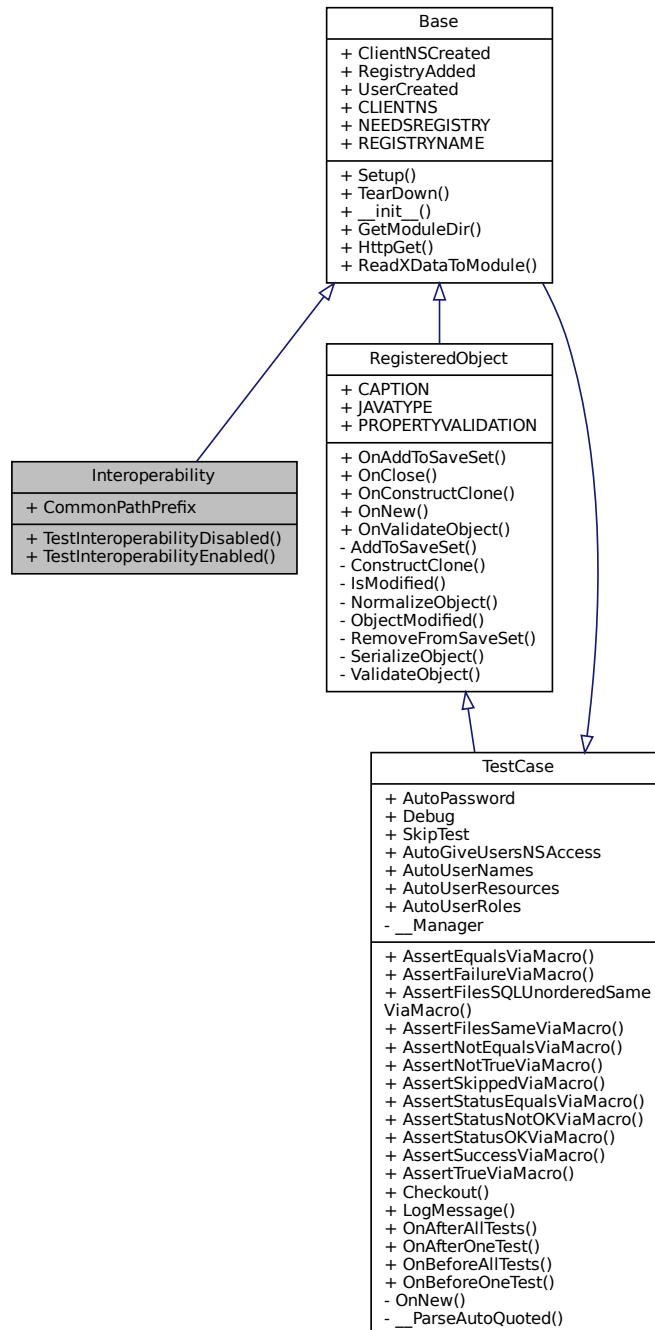 Base
+ ClientNSCreated
+ RegistryAdded
+ UserCreated
+ CLIENTNS
+ NEEDSREGISTRY
+ REGISTRYNAME
+ Setup()
+ TearDown()
+ __init__()
+ GetModuleDir()
+ HttpGet()
+ ReadXDataToModule()
RegisteredObject
+ CAPTION
+ JAVATYPE
+ PROPERTYVALIDATION
+ OnAddToSaveSet()
+ OnClose()
+ OnConstructClone()
+ OnNew()
+ OnValidateObject()
- AddToSaveSet()
- ConstructClone()
- IsModified()
- NormalizeObject()
- ObjectModified()
- RemoveFromSaveSet()
- SerializeObject()
- ValidateObject()
Interoperability
+ CommonPathPrefix
+ TestInteroperabilityDisabled()
+ TestInteroperabilityEnabled()
TestCase
+ AutoPassword
+ Debug
+ SkipTest
+ AutoGiveUsersNSAccess
+ AutoUserNames
+ AutoUserResources
+ AutoUserRoles
- __Manager
+ AssertEqualsViaMacro()
+ AssertFailureViaMacro()
+ AssertFilesSQLUnorderedSame
ViaMacro()
+ AssertFilesSameViaMacro()
+ AssertNotEqualsViaMacro()
+ AssertNotTrueViaMacro()
+ AssertSkippedViaMacro()
+ AssertStatusEqualsViaMacro()
+ AssertStatusNotOKViaMacro()
+ AssertStatusOKViaMacro()
+ AssertSuccessViaMacro()
+ AssertTrueViaMacro()
+ Checkout()
+ LogMessage()
+ OnAfterAllTests()
+ OnAfterOneTest()
+ OnBeforeAllTests()
+ OnBeforeOneTest()
- OnNew()
- __ParseAutoQuoted()